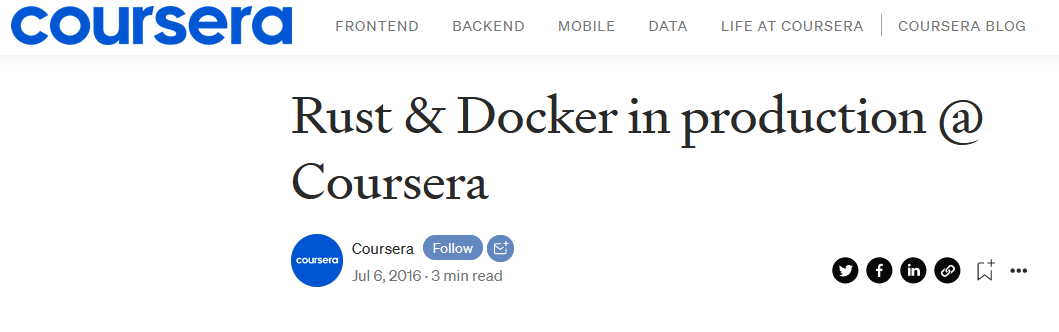 coursera
FRONTEND BACKEND MOBILE DATA LIFE AT COURSERA COURSERA BLOG
Rust & Docker in production @
Coursera
coursera
Coursera Follow
Jul 6, 2016 · 3 min read